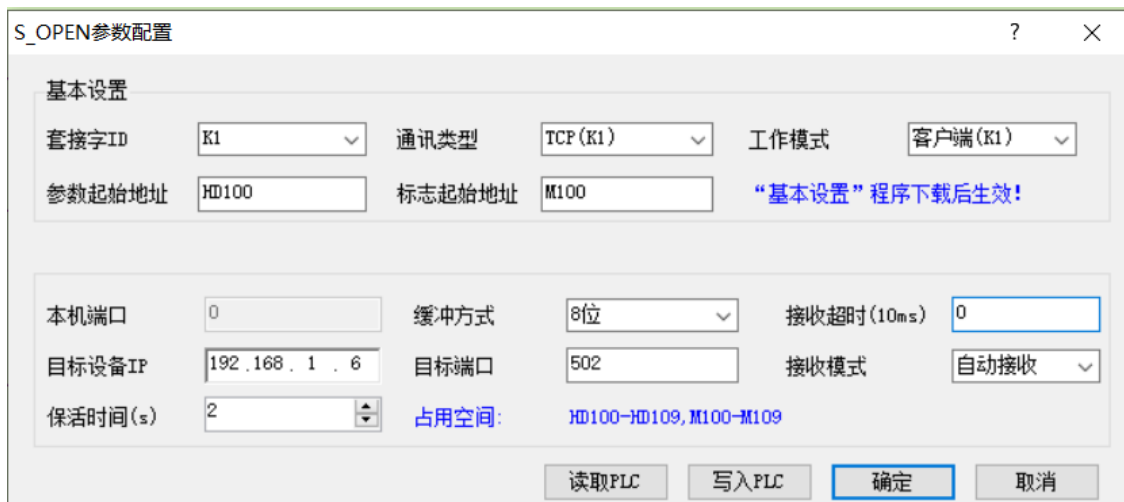 S_OPEN参数配置 ?
基本设置
套接字ID K1 通讯类型 TCP(K1) 工作模式 客户端(K1)
参数起始地址 HD100 标志起始地址 M100 “基本设置”程序下载后生效!
本机端口 0 缓冲方式 8位 接收超时(10ms) 0
目标设备IP 192.168. 1 . 6 目标端口 502 接收模式 自动接收
保活时间(s) 2 占用空间: HD100-HD109,M100-M109
读取PLC 写入PLC 确定 取消